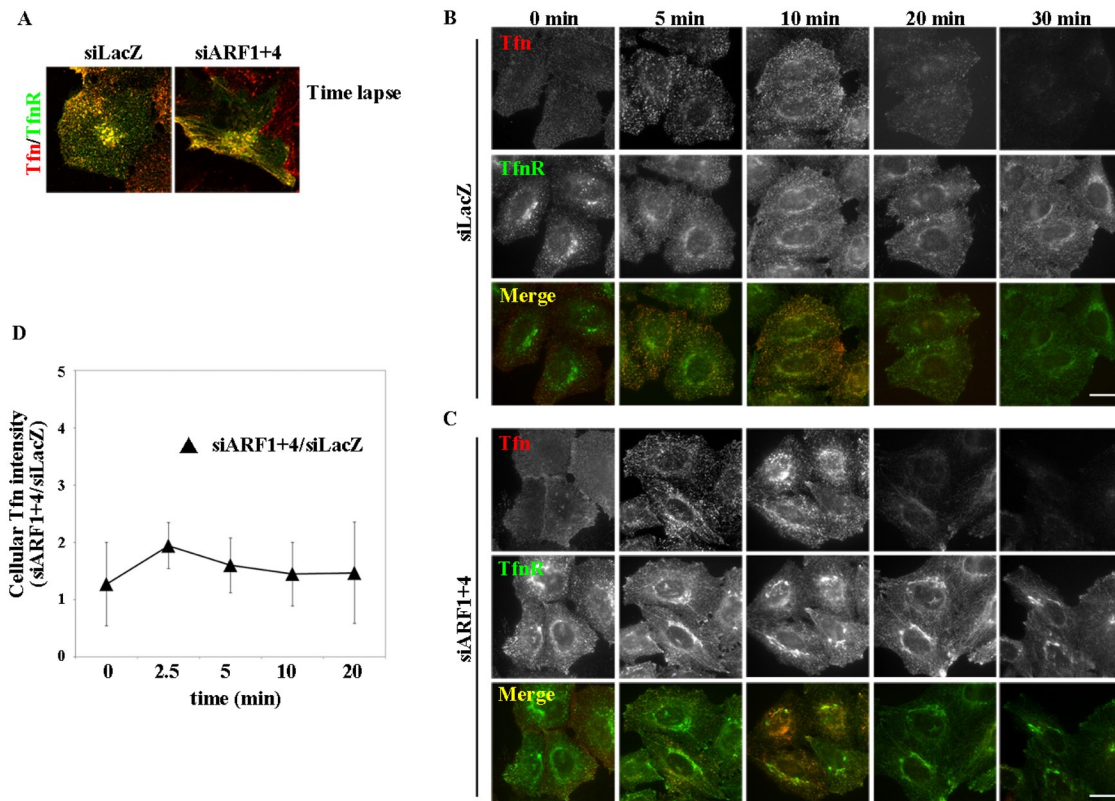 A
siLacZ siARF1+4
Tfn/TfnR
Time lapse
B
0 min 5 min 10 min 20 min 30 min
siLacZ
Tfn
TfnR
Merge
C
siARF1+4
Tfn
TfnR
Merge
D
Cellular Tfn intensity
(siARF1+4/siLacZ)
5
4
3
2
1
0
▲ siARF1+4/siLacZ
0 2.5 5 10 20
time (min)